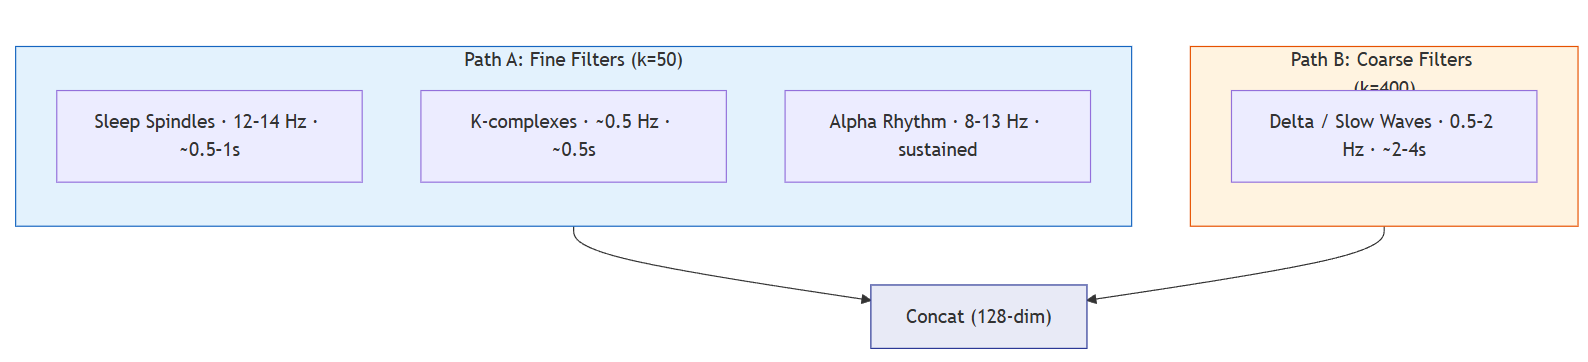 Path A: Fine Filters (k=50)
Sleep Spindles · 12–14 Hz ·
~0.5–1s
K-complexes · ~0.5 Hz ·
~0.5s
Alpha Rhythm · 8–13 Hz ·
sustained
Path B: Coarse Filters
(k=400)
Delta / Slow Waves · 0.5–2
Hz · ~2–4s
Concat (128-dim)